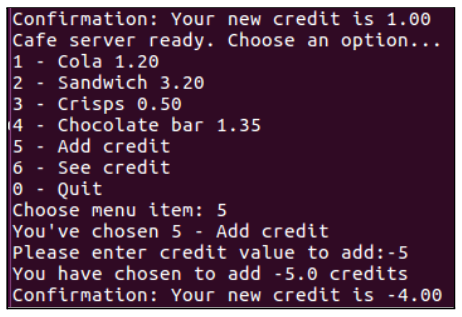 Confirmation: Your new credit is 1.00
Cafe server ready. Choose an option...
1 - Cola 1.20
2 - Sandwich 3.20
3 - Crisps 0.50
4 - Chocolate bar 1.35
5 - Add credit
6 - See credit
0 - Quit
Choose menu item: 5
You've chosen 5 - Add credit
Please enter credit value to add:-5
You have chosen to add -5.0 credits
Confirmation: Your new credit is -4.00